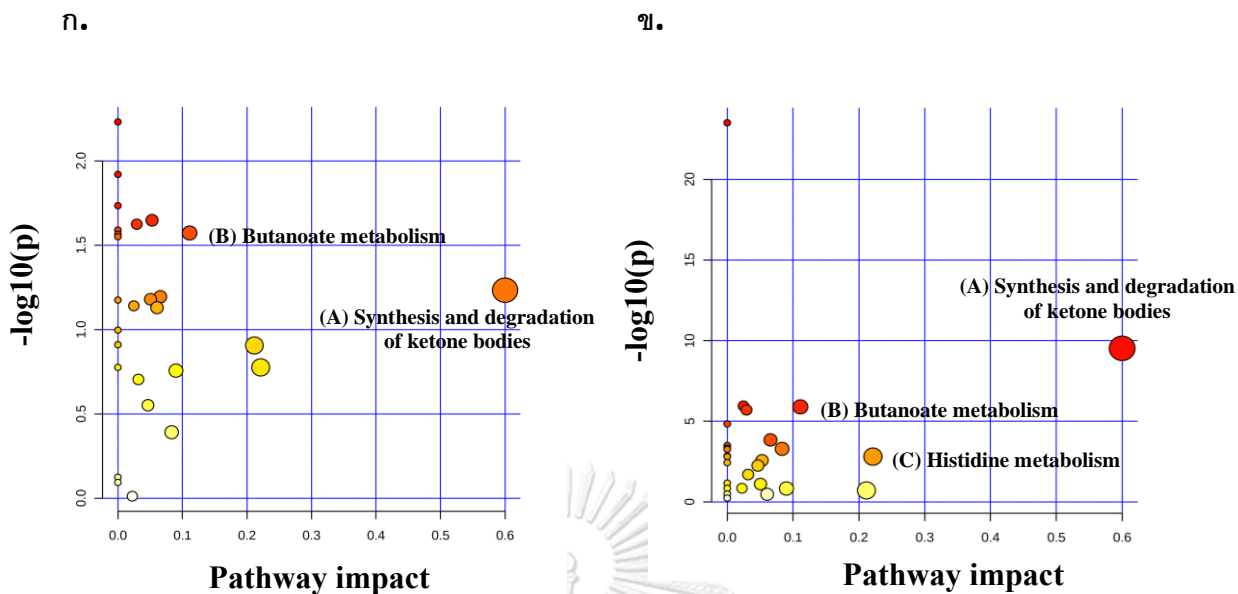 ก.
ข.
-log10(p)
2.0
1.5
1.0
0.5
0.0
(B) Butanoate metabolism
(A) Synthesis and degradation
of ketone bodies
0.0 0.1 0.2 0.3 0.4 0.5 0.6
Pathway impact
-log10(p)
20
15
10
5
0
(A) Synthesis and degradation
of ketone bodies
(B) Butanoate metabolism
(C) Histidine metabolism
0.0 0.1 0.2 0.3 0.4 0.5 0.6
Pathway impact